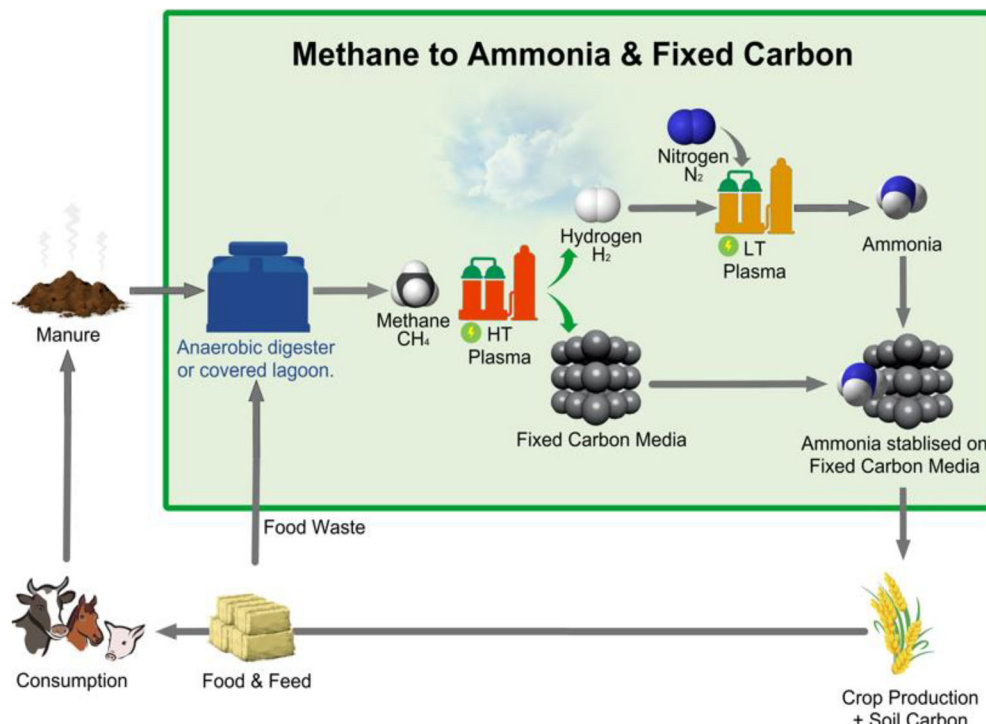 Methane to Ammonia & Fixed Carbon
Nitrogen
N₂
Hydrogen
H₂
LT
Plasma
Ammonia
Manure
Anaerobic digester
or covered lagoon.
Methane
CH₄
HT
Plasma
Fixed Carbon Media
Ammonia stablised on
Fixed Carbon Media
Food Waste
Consumption
Food & Feed
Crop Production
+ Soil Carbon